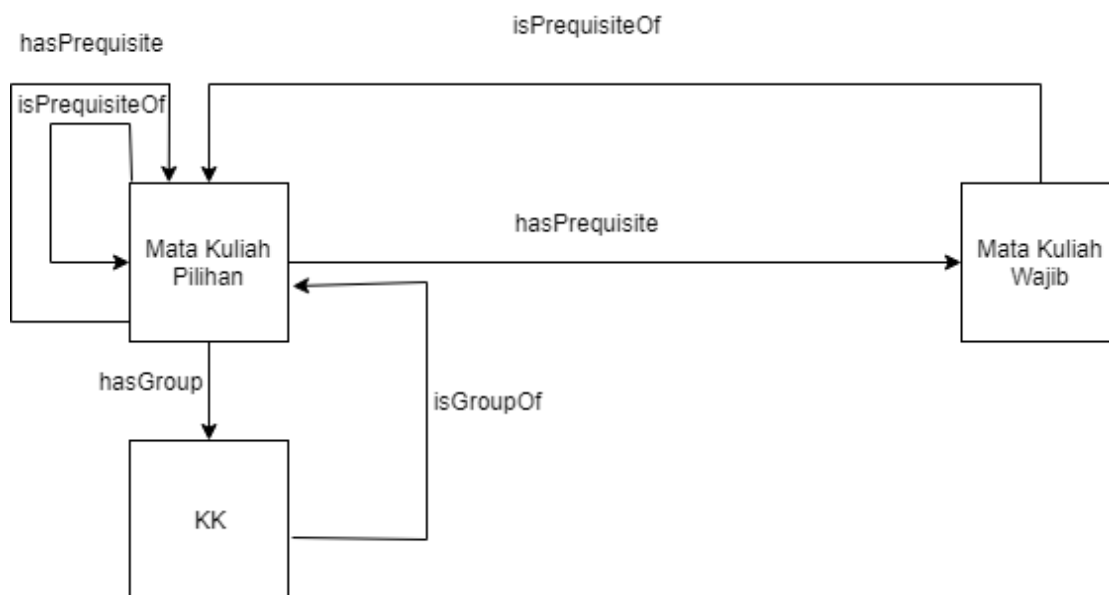 isPrequisiteOf
hasPrequisite
isPrequisiteOf
hasPrequisite
Mata Kuliah
Pilihan
Mata Kuliah
Wajib
hasGroup
isGroupOf
KK